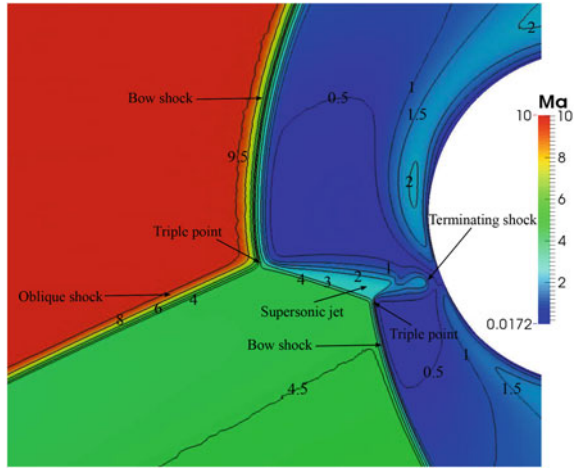 2
Bow shock
0.5
1
1.5
Ma
10 10
9.5
8
2
6
Terminating shock
Triple point
4
1
4 3 2
2
Oblique shock
8 6 4
Supersonic jet
Triple point
0.0172
Bow shock
1
0.5
4.5
1.5